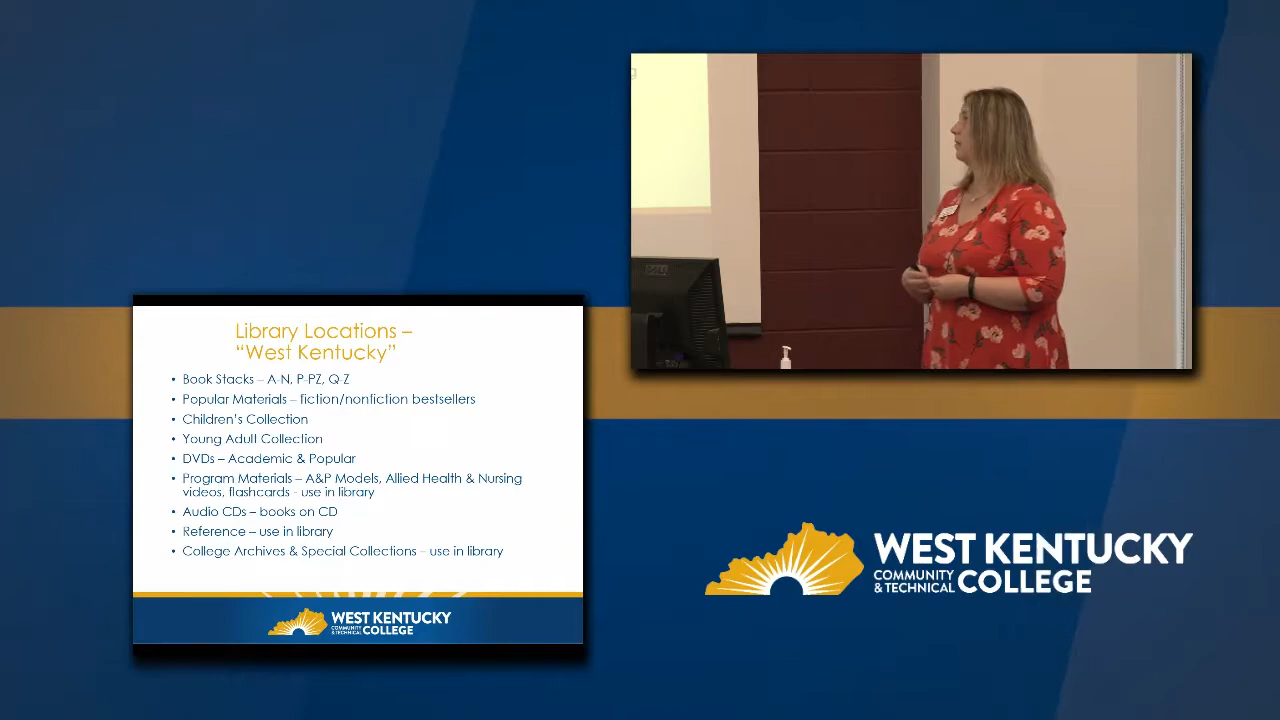 Library Locations –
“West Kentucky”
• Book Stacks – A-N, P-PZ, Q-Z
• Popular Materials – fiction/nonfiction bestsellers
• Children’s Collection
• Young Adult Collection
• DVDs – Academic & Popular
• Program Materials – A&P Models, Allied Health & Nursing
videos, flashcards - use in library
• Audio CDs – books on CD
• Reference – use in library
• College Archives & Special Collections – use in library
WEST KENTUCKY
COMMUNITY
& TECHNICAL COLLEGE
DELL
WEST KENTUCKY
COMMUNITY
& TECHNICAL COLLEGE